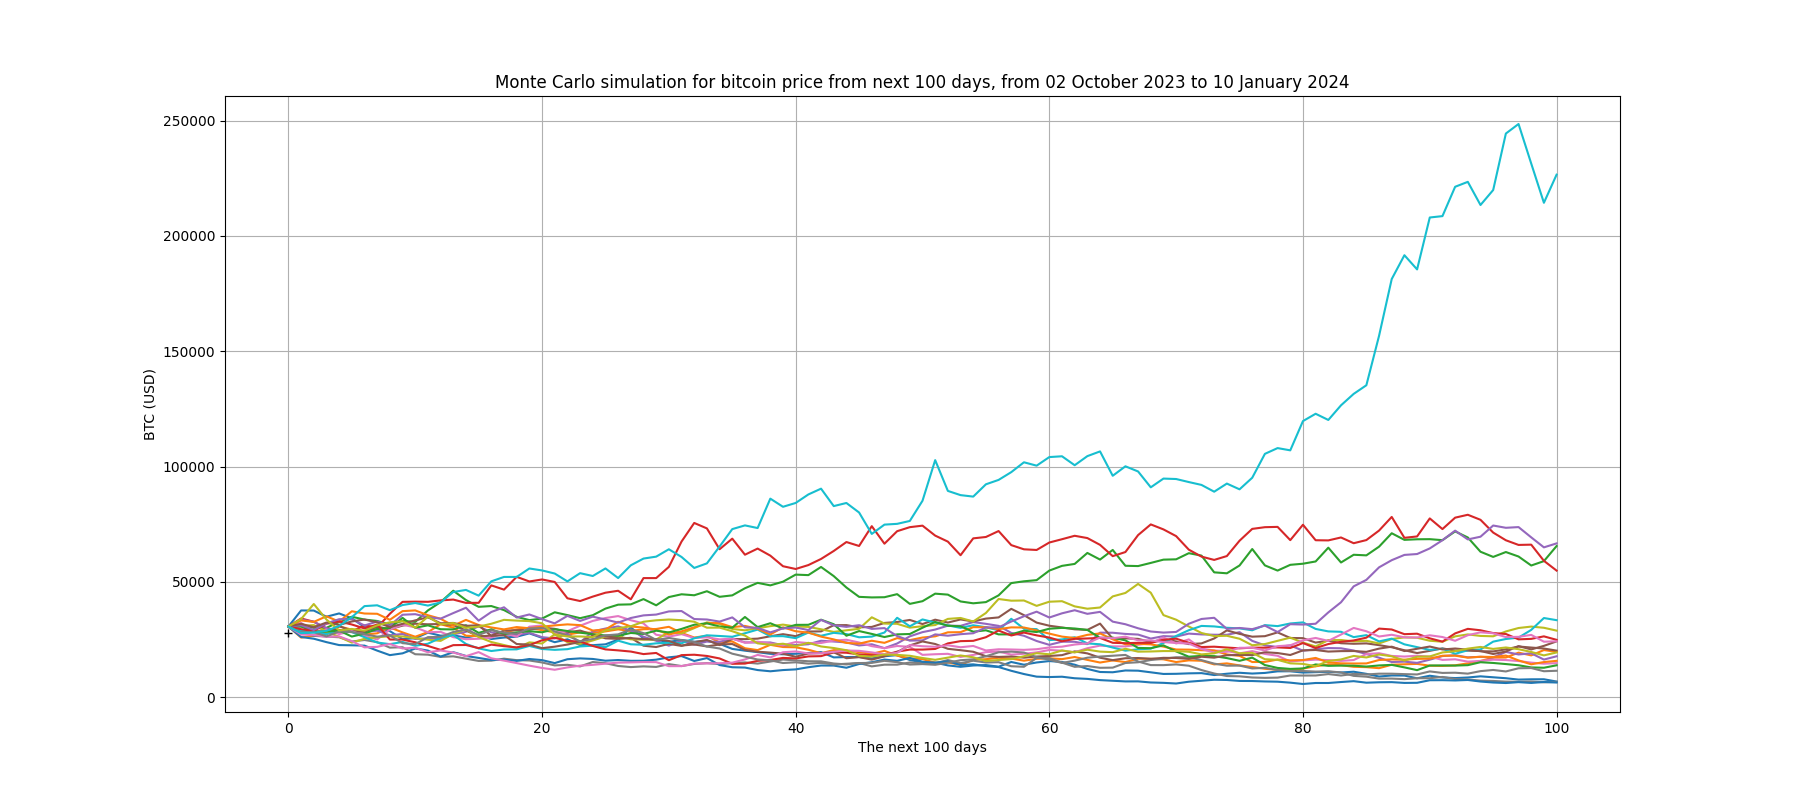 Monte Carlo simulation for bitcoin price from next 100 days, from 02 October 2023 to 10 January 2024
250000
200000
150000
100000
50000
0
BTC (USD)
0 20 40 60 80 100
The next 100 days